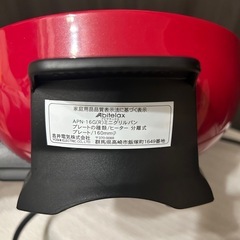 家庭用品品質表示法に基づく表示
Abitelax
APN-16G(R)ミニグリルパン
プレートの種類/ヒーター 分離式
プレート/160mm
吉井電気株式会社
群馬県高崎市飯塚町1649番地